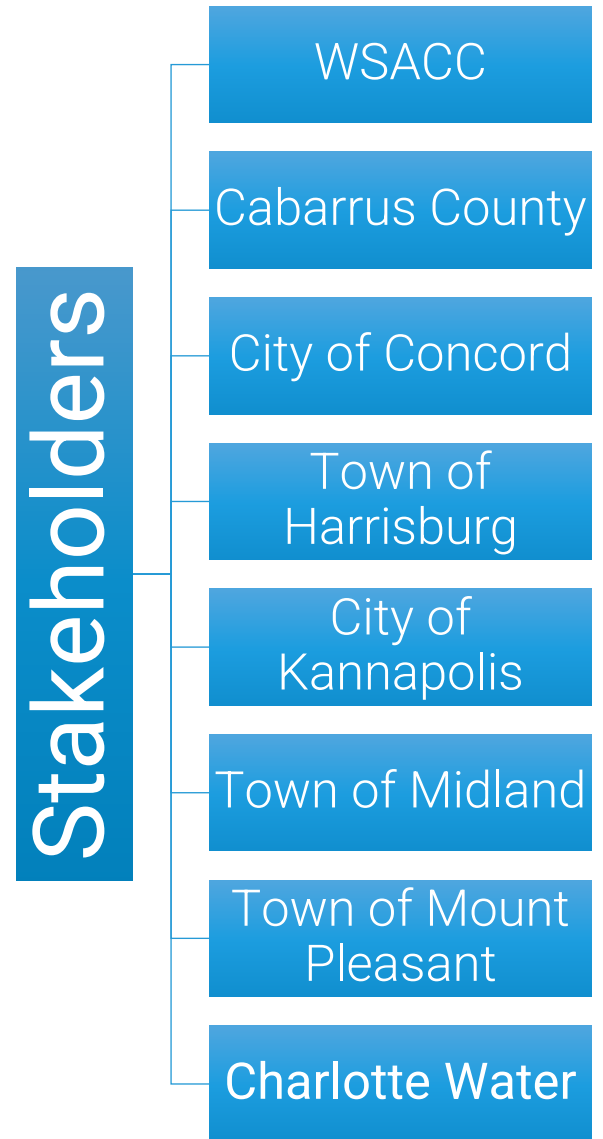 Stakeholders
WSACC
Cabarrus County
City of Concord
Town of
Harrisburg
City of
Kannapolis
Town of Midland
Town of Mount
Pleasant
Charlotte Water